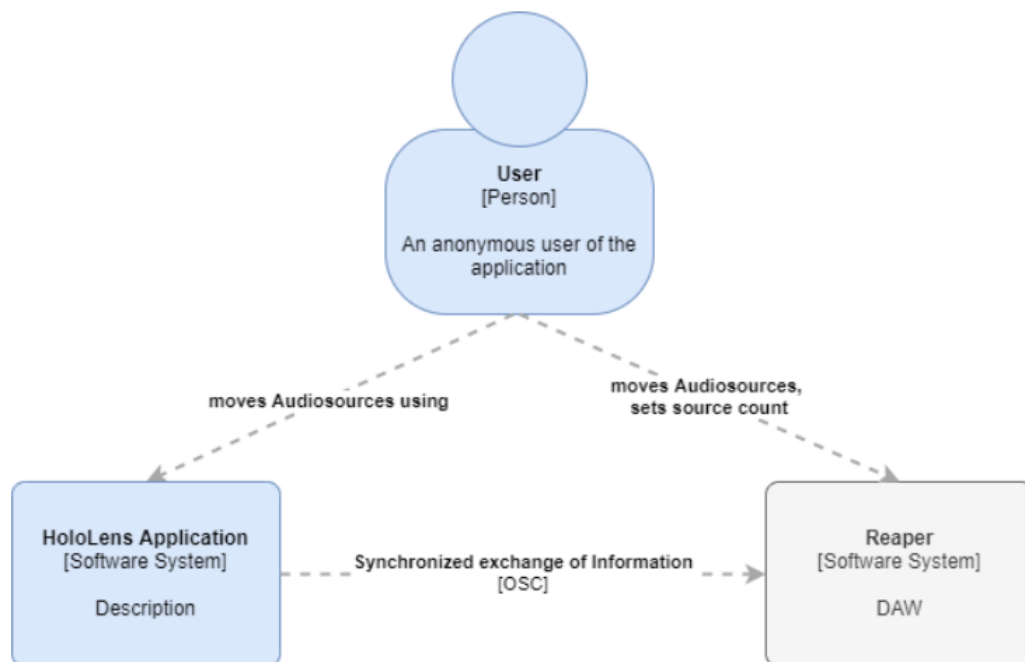 User
[Person]
An anonymous user of the
application
moves Audiosources using
moves Audiosources,
sets source count
HoloLens Application
[Software System]
Description
Synchronized exchange of Information
[OSC]
Reaper
[Software System]
DAW